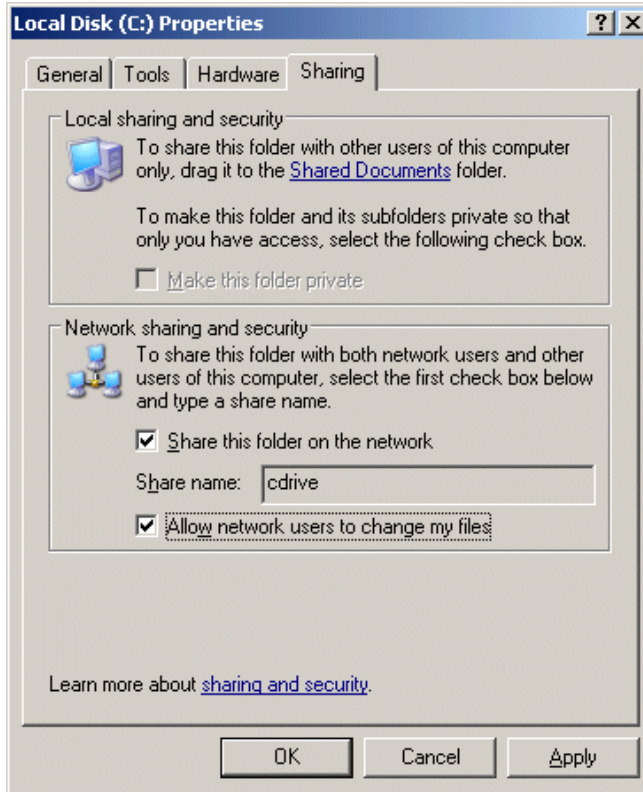 Local Disk (C:) Properties
? X
General Tools Hardware Sharing
Local sharing and security
To share this folder with other users of this computer
only, drag it to the Shared Documents folder.
To make this folder and its subfolders private so that
only you have access, select the following check box.
Make this folder private
Network sharing and security
To share this folder with both network users and other
users of this computer, select the first check box below
and type a share name.
Share this folder on the network
Share name: cdrive
Allow network users to change my files
Learn more about sharing and security.
OK Cancel Apply